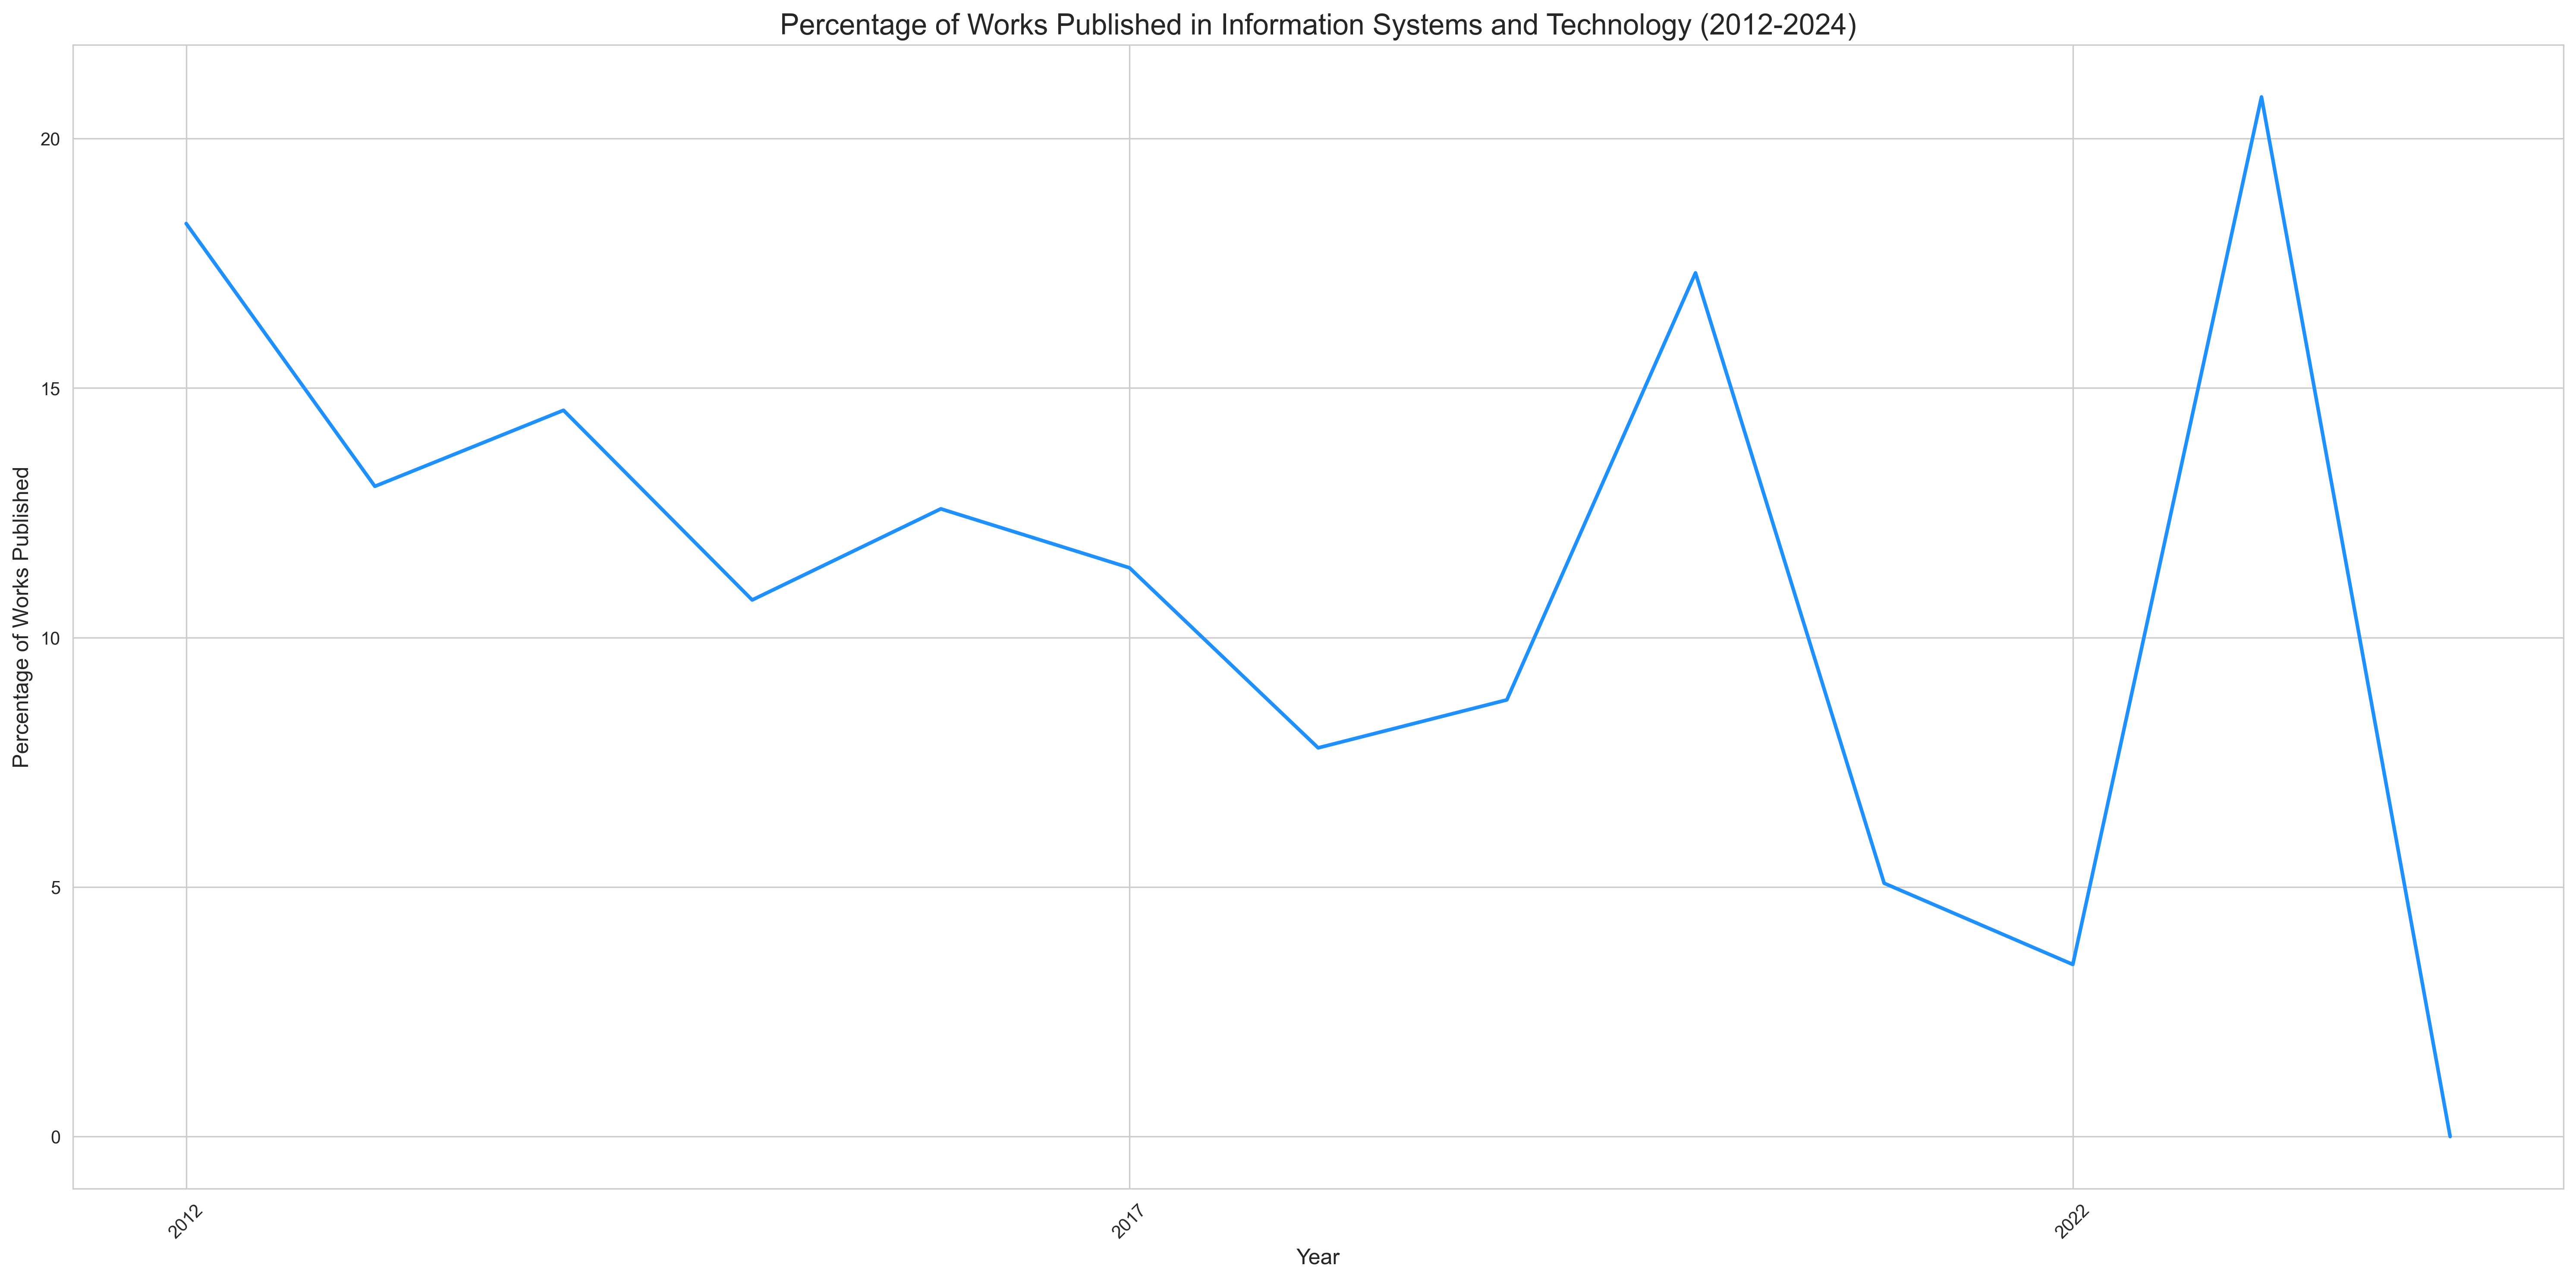 Percentage of Works Published in Information Systems and Technology (2012-2024)
Percentage of Works Published
20
15
10
5
0
2012
2017
2022
Year